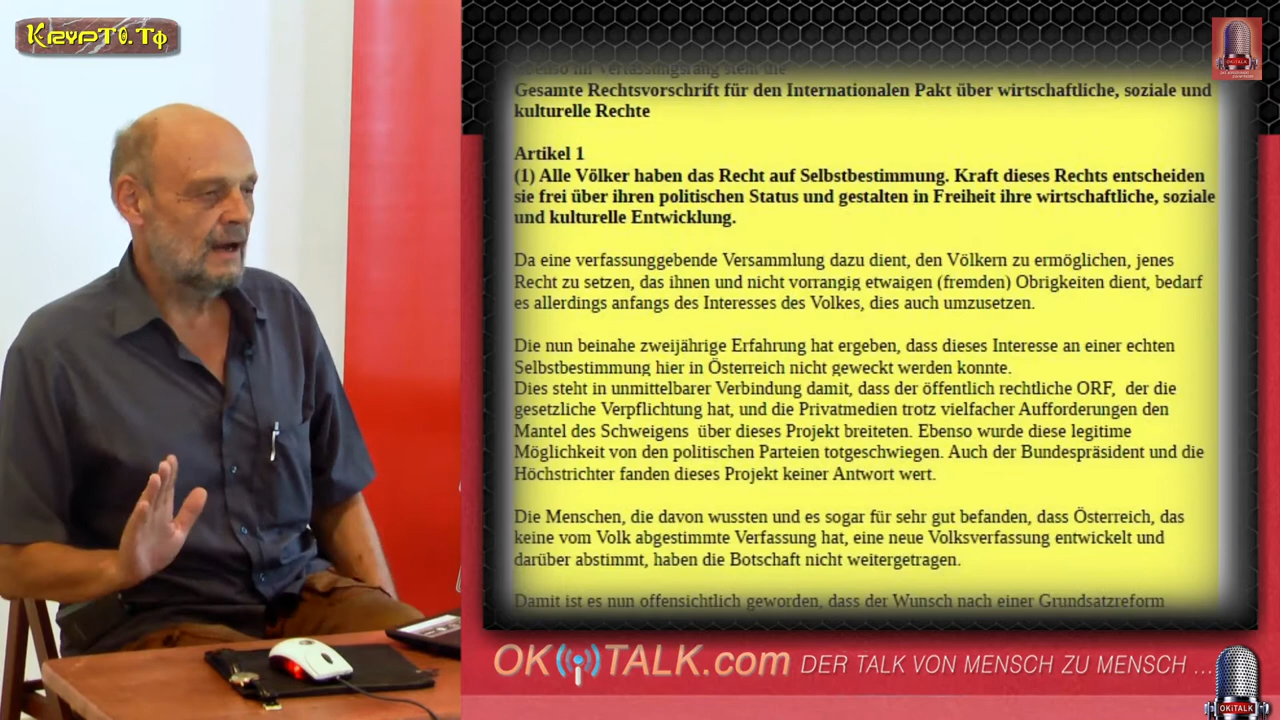 KryptO.Tφ
so im Verfassungsrang steht die
Gesamte Rechtsvorschrift für den Internationalen Pakt über wirtschaftliche, soziale und
kulturelle Rechte
Artikel 1
(1) Alle Völker haben das Recht auf Selbstbestimmung. Kraft dieses Rechts entscheiden
sie frei über ihren politischen Status und gestalten in Freiheit ihre wirtschaftliche, soziale
und kulturelle Entwicklung.
Da eine verfassunggebende Versammlung dazu dient, den Völkern zu ermöglichen, jenes
Recht zu setzen, das ihnen und nicht vorrangig etwaigen (fremden) Obrigkeiten dient, bedarf
es allerdings anfangs des Interesses des Volkes, dies auch umzusetzen.
Die nun beinahe zweijährige Erfahrung hat ergeben, dass dieses Interesse an einer echten
Selbstbestimmung hier in Österreich nicht geweckt werden konnte.
Dies steht in unmittelbarer Verbindung damit, dass der öffentlich rechtliche ORF, der die
gesetzliche Verpflichtung hat, und die Privatmedien trotz vielfacher Aufforderungen den
Mantel des Schweigens über dieses Projekt breiteten. Ebenso wurde diese legitime
Möglichkeit von den politischen Parteien totgeschwiegen. Auch der Bundespräsident und die
Höchstrichter fanden dieses Projekt keiner Antwort wert.
Die Menschen, die davon wussten und es sogar für sehr gut befanden, dass Österreich, das
keine vom Volk abgestimmte Verfassung hat, eine neue Volksverfassung entwickelt und
darüber abstimmt, haben die Botschaft nicht weitergetragen.
Damit ist es nun offensichtlich geworden, dass der Wunsch nach einer Grundsatzreform
OKiTALK.com DER TALK VON MENSCH ZU MENSCH ...
OKiTALK